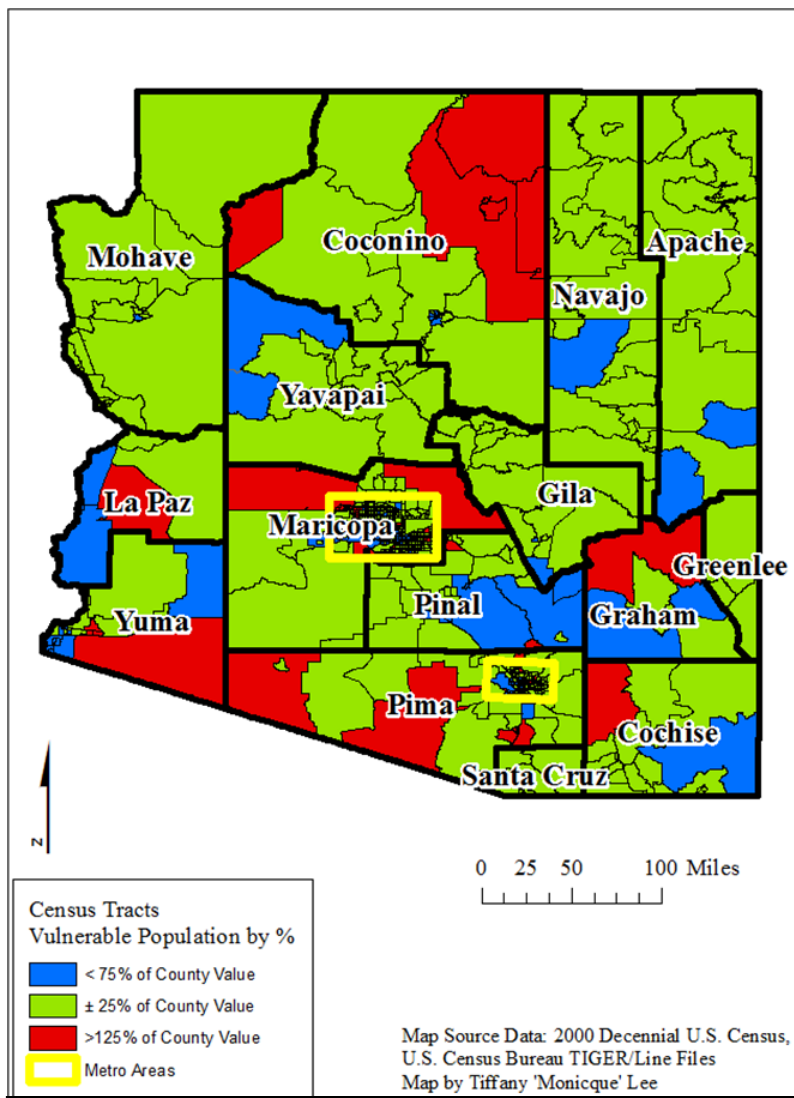 Mohave
Coconino
Apache
Navajo
Yavapai
La Paz
Gila
Maricopa
Greenlee
Yuma
Pinal
Graham
Pima
Cochise
Santa Cruz
N
0 25 50 100 Miles
Census Tracts
Vulnerable Population by %
< 75% of County Value
± 25% of County Value
>125% of County Value
Metro Areas
Map Source Data: 2000 Decennial U.S. Census,
U.S. Census Bureau TIGER/Line Files
Map by Tiffany 'Monicque' Lee